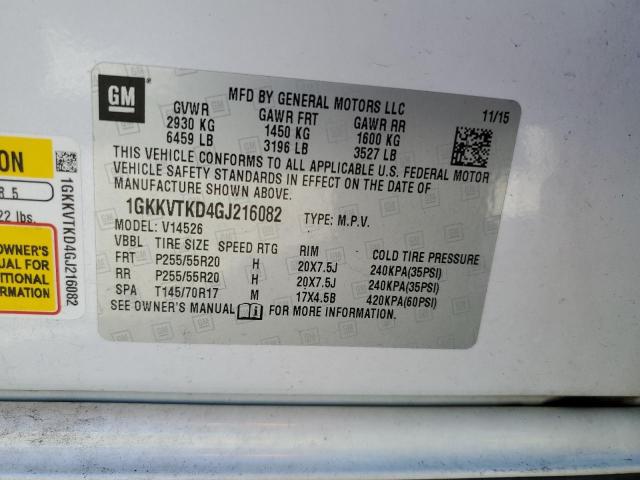 GM
MFD BY GENERAL MOTORS LLC
11/15
GVWR GAWR FRT GAWR RR
2930 KG 1450 KG 1600 KG
6459 LB 3196 LB 3527 LB
THIS VEHICLE CONFORMS TO ALL APPLICABLE U.S. FEDERAL MOTOR
VEHICLE SAFETY STANDARDS IN EFFECT ON THE DATE OF
MANUFACTURE SHOWN ABOVE.
1GKKVTKD4GJ216082 TYPE: M.P.V.
MODEL: V14526
VBBL TIRE SIZE SPEED RTG RIM COLD TIRE PRESSURE
FRT P255/55R20 H 20X7.5J 240KPA(35PSI)
RR P255/55R20 H 20X7.5J 240KPA(35PSI)
SPA T145/70R17 M 17X4.5B 420KPA(60PSI)
SEE OWNER'S MANUAL FOR MORE INFORMATION.
ON
8.5
22 lbs.
OWNER'S
UAL FOR
ITIONAL
RMATION
1GKKVTKD4GJ216082